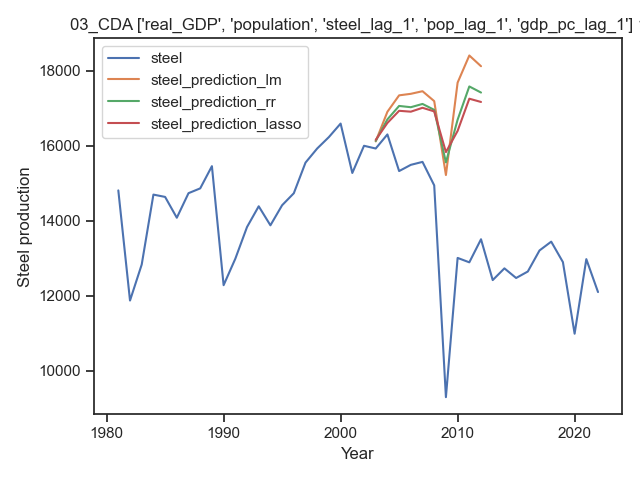 03_CDA ['real_GDP', 'population', 'steel_lag_1', 'pop_lag_1', 'gdp_pc_lag_1']
steel
steel_prediction_lm
steel_prediction_rr
steel_prediction_lasso
Steel production
18000
16000
14000
12000
10000
1980
1990
2000
2010
2020
Year